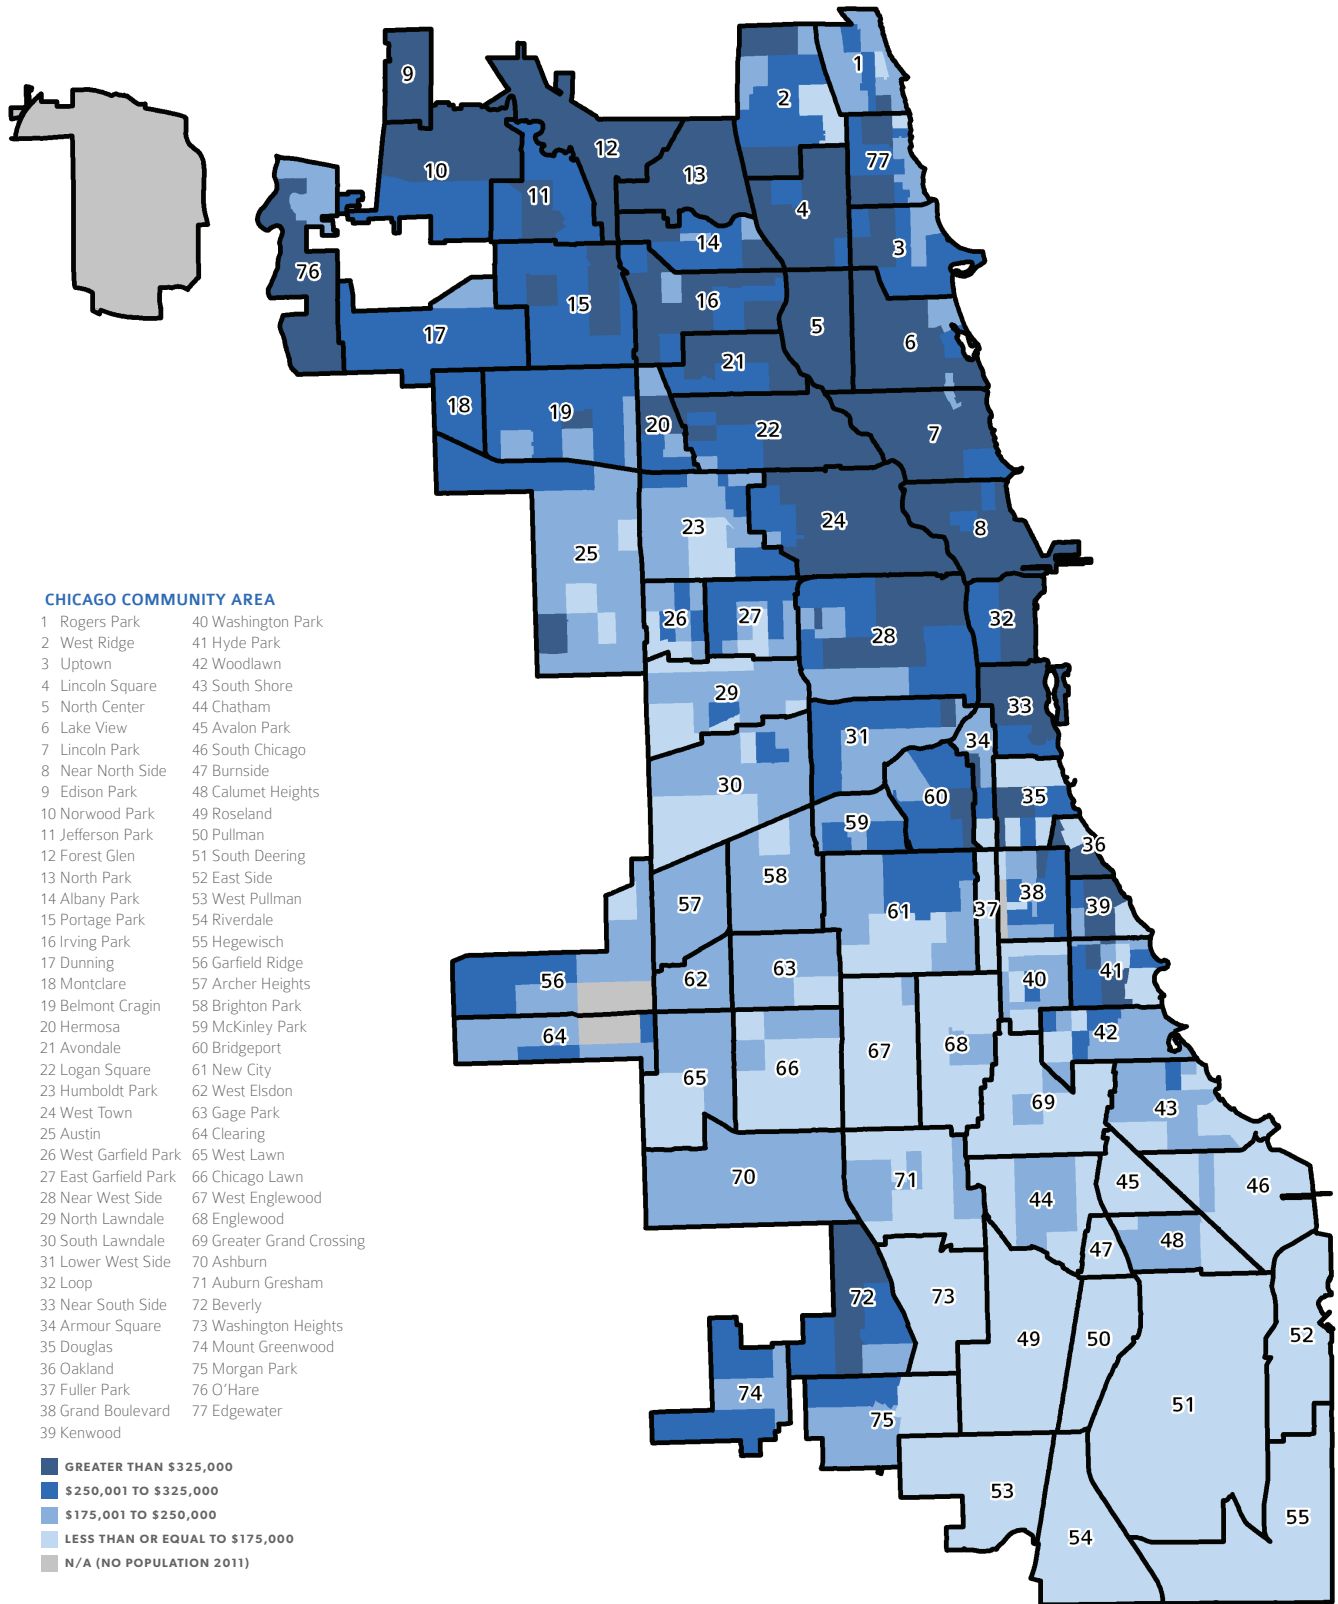 9
1
2
12
77
10
13
11
4
14
3
76
16
15
5
17
6
21
18
19
20
22
7
24
8
23
25
CHICAGO COMMUNITY AREA
1 Rogers Park
2 West Ridge
3 Uptown
4 Lincoln Square
5 North Center
6 Lake View
7 Lincoln Park
8 Near North Side
9 Edison Park
10 Norwood Park
11 Jefferson Park
12 Forest Glen
13 North Park
14 Albany Park
15 Portage Park
16 Irving Park
17 Dunning
18 Montclare
19 Belmont Cragin
20 Hermosa
21 Avondale
22 Logan Square
23 Humboldt Park
24 West Town
25 Austin
26 West Garfield Park
27 East Garfield Park
28 Near West Side
29 North Lawndale
30 South Lawndale
31 Lower West Side
32 Loop
33 Near South Side
34 Armour Square
35 Douglas
36 Oakland
37 Fuller Park
38 Grand Boulevard
39 Kenwood
40 Washington Park
41 Hyde Park
42 Woodlawn
43 South Shore
44 Chatham
45 Avalon Park
46 South Chicago
47 Burnside
48 Calumet Heights
49 Roseland
50 Pullman
51 South Deering
52 East Side
53 West Pullman
54 Riverdale
55 Hegewisch
56 Garfield Ridge
57 Archer Heights
58 Brighton Park
59 McKinley Park
60 Bridgeport
61 New City
62 West Elsdon
63 Gage Park
64 Clearing
65 West Lawn
66 Chicago Lawn
67 West Englewood
68 Englewood
69 Greater Grand Crossing
70 Ashburn
71 Auburn Gresham
72 Beverly
73 Washington Heights
74 Mount Greenwood
75 Morgan Park
76 O'Hare
77 Edgewater
26
27
32
28
29
33
31
34
30
60
35
59
36
58
38
57
61
37
39
63
41
62
56
40
42
64
68
67
66
65
69
43
70
71
45
46
44
48
47
72
73
52
49
50
74
51
75
53
55
54
GREATER THAN $325,000
$250,001 TO $325,000
$175,001 TO $250,000
LESS THAN OR EQUAL TO $175,000
N/A (NO POPULATION 2011)